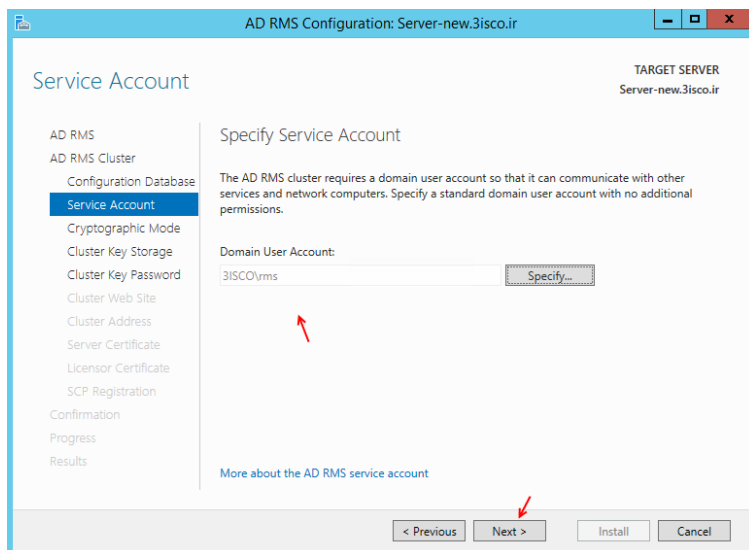 AD RMS Configuration: Server-new.3isco.ir
x
Service Account
TARGET SERVER
Server-new.3isco.ir
AD RMS
AD RMS Cluster
Configuration Database
Service Account
Cryptographic Mode
Cluster Key Storage
Cluster Key Password
Cluster Web Site
Cluster Address
Server Certificate
Licensor Certificate
SCP Registration
Confirmation
Progress
Results
Specify Service Account
The AD RMS cluster requires a domain user account so that it can communicate with other
services and network computers. Specify a standard domain user account with no additional
permissions.
Domain User Account:
3ISCO\rms
Specify...
More about the AD RMS service account
< Previous
Next >
Install
Cancel